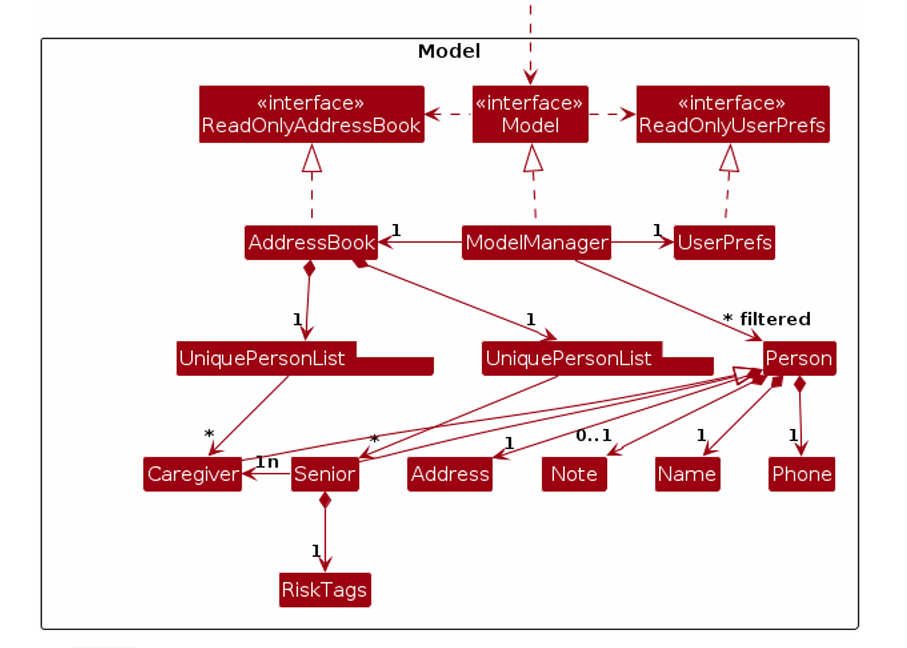 Model
«interface»
ReadOnlyAddressBook
«interface»
Model
«interface»
ReadOnlyUserPrefs
AddressBook
1
ModelManager
1
UserPrefs
1
1
* filtered
UniquePersonList
UniquePersonList
Person
*
*
1
0..1
1
1
Caregiver
1n
Senior
Address
Note
Name
Phone
1
RiskTags